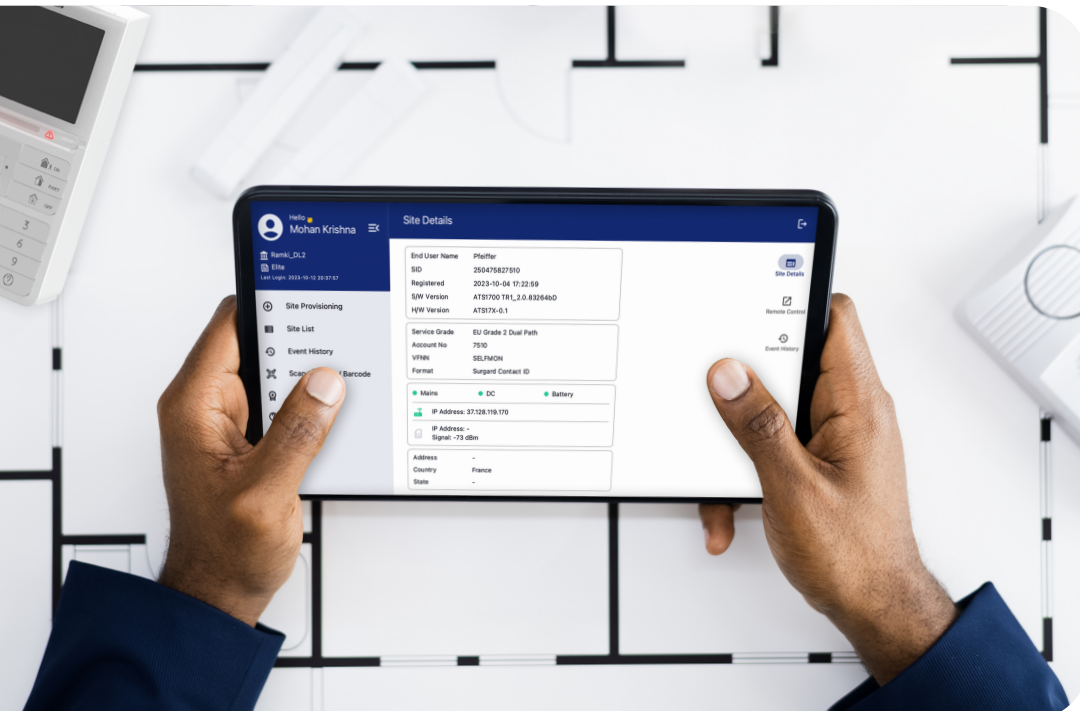 Hello
Mohan Krishna
Ramki_DL2
Elite
Last Login: 2023-10-12 20:37:57
Site Provisioning
Site List
Event History
Barcode
Site Details
End User Name Pfeiffer
SID 250475827510
Registered 2023-10-04 17:22:59
S/W Version ATS1700 TR1_2.0.83264bD
H/W Version ATS17X-0.1
Service Grade EU Grade 2 Dual Path
Account No 7510
VFNN SELFMON
Format Surgard Contact ID
Mains DC Battery
IP Address: 37.128.119.170
IP Address: -
Signal: -73 dBm
Address -
Country France
State -
Site Details
Remote Control
Event History
3
6
9